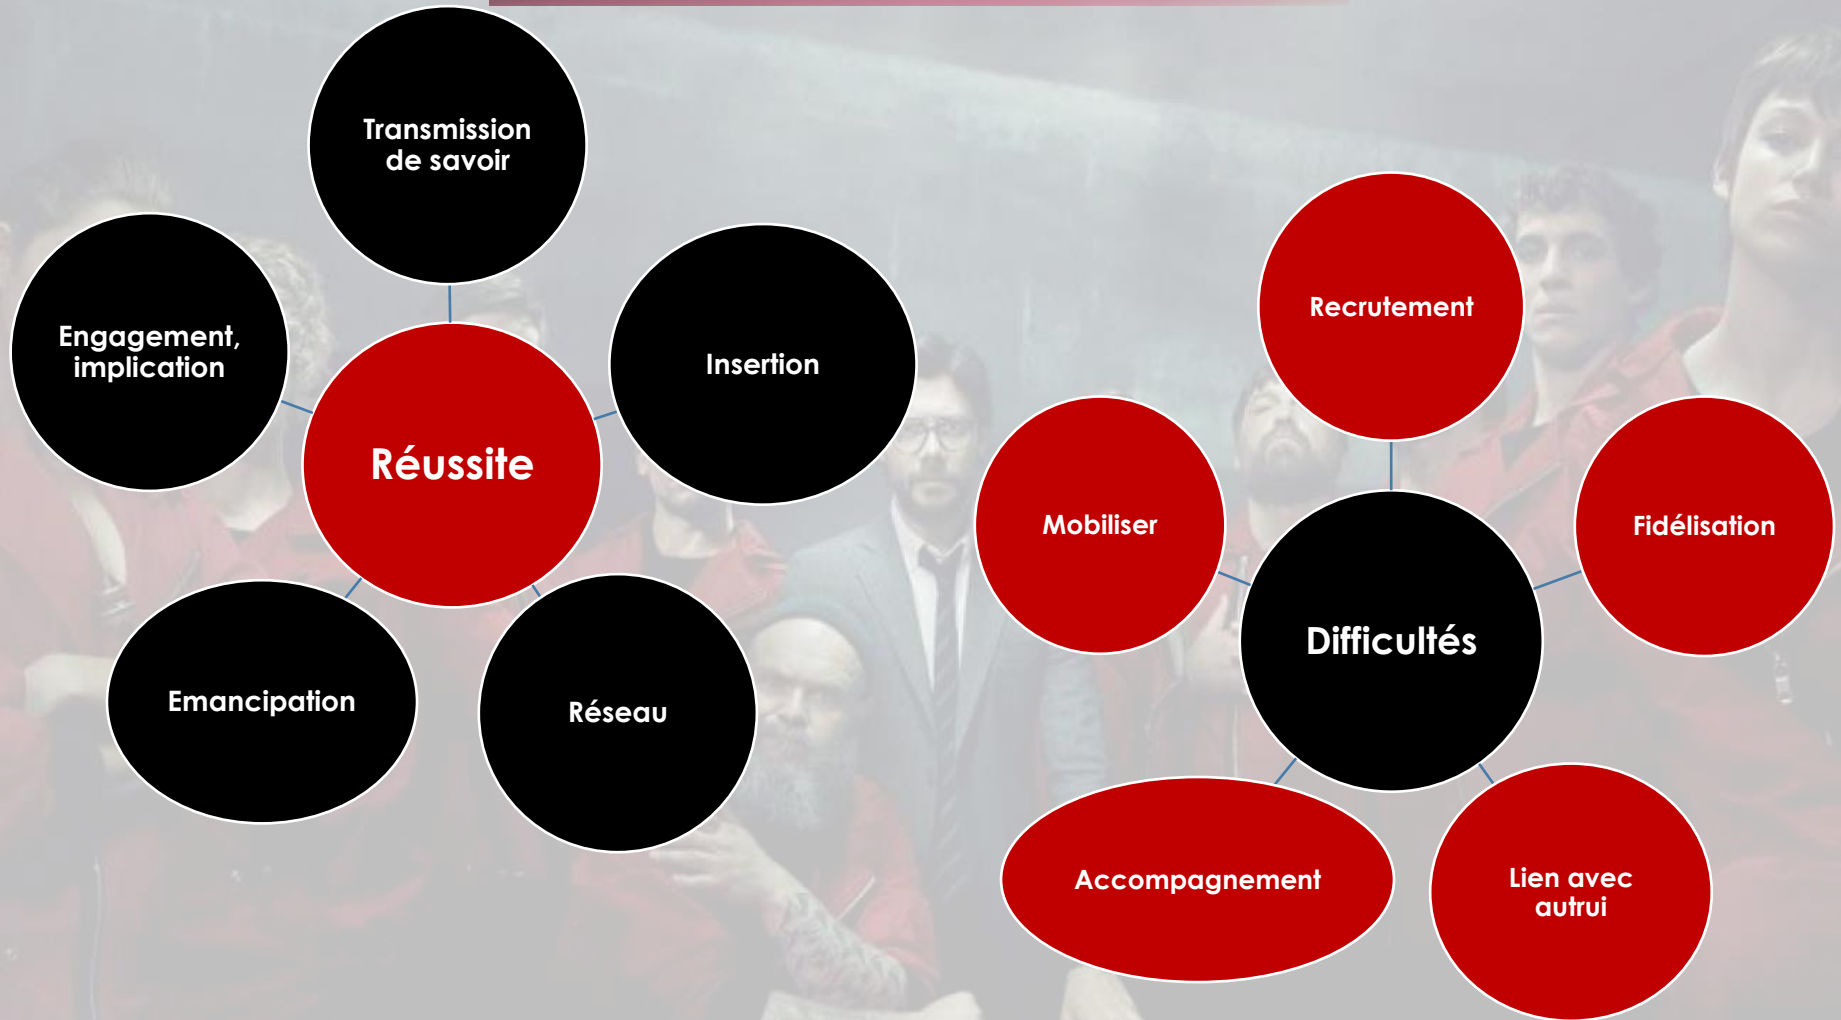 Transmission
de savoir
Engagement,
implication
Insertion
Réussite
Emancipation
Réseau
Recrutement
Mobiliser
Fidélisation
Difficultés
Accompagnement
Lien avec
autrui